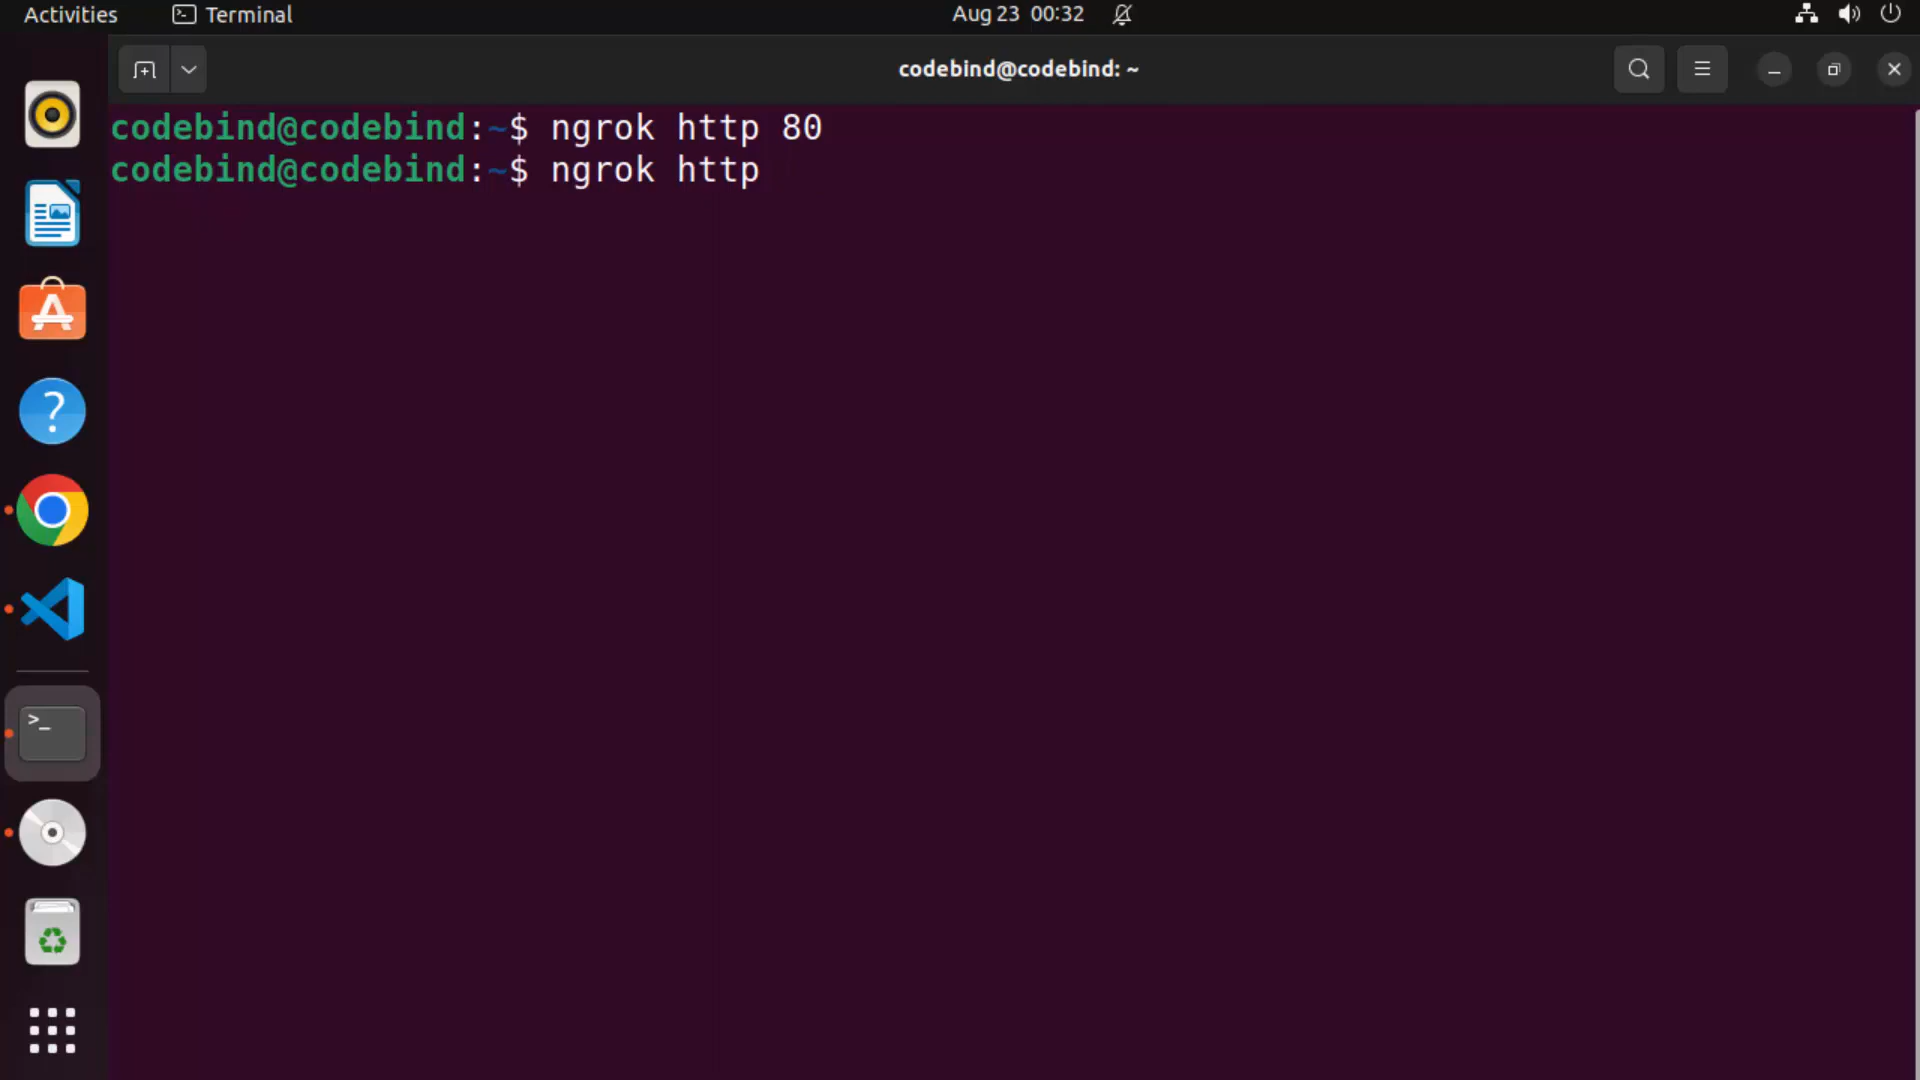 Activities Terminal Aug 23 00:32
codebind@codebind: ~
codebind@codebind:~$ ngrok http 80
codebind@codebind:~$ ngrok http